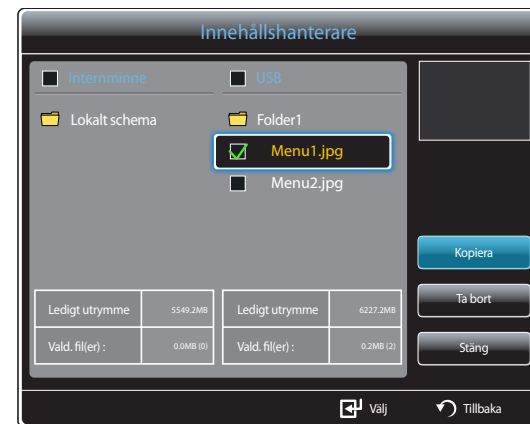 Innehållshanterare
Internminne
USB
Lokalt schema
Folder1
Menu1.jpg
Menu2.jpg
Kopiera
Ta bort
Stäng
Ledigt utrymme 5549.2MB
Vald. fil(er) : 0.0MB (0)
Ledigt utrymme 6227.2MB
Vald. fil(er) : 0.2MB (2)
Välj
Tillbaka